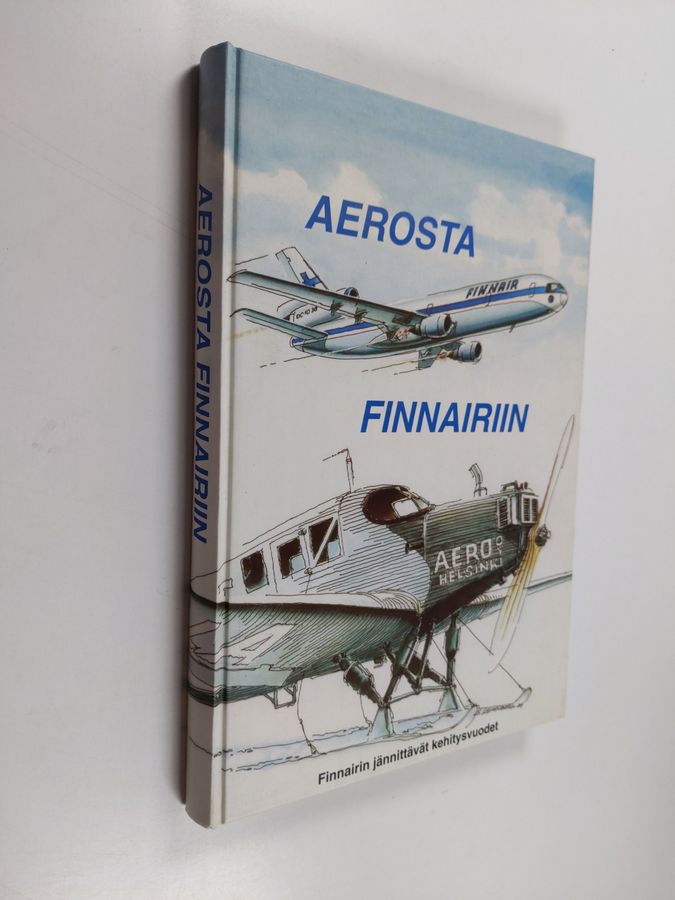 AEROSTA FINNAIRIIN
AEROSTA
FINNAIR
DC-10-30
FINNAIRIIN
AERO O/Y
HELSINKI
Finnairin jännittävät kehitysvuodet